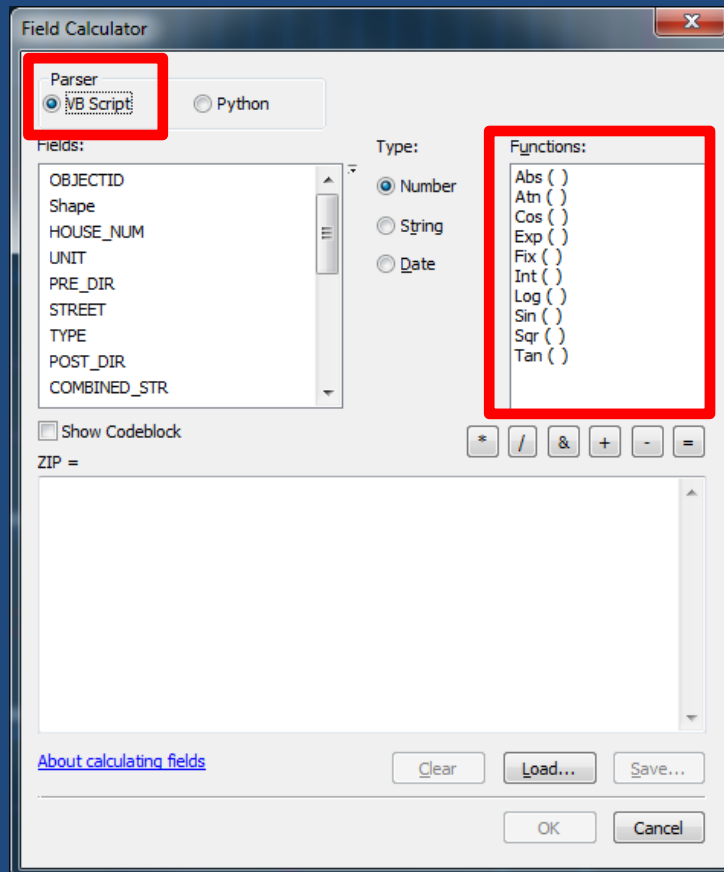 Field Calculator
X
Parser
VB Script
Python
Fields:
OBJECTID
Shape
HOUSE_NUM
UNIT
PRE_DIR
STREET
TYPE
POST_DIR
COMBINED_STR
Type:
Number
String
Date
Functions:
Abs ( )
Atn ( )
Cos ( )
Exp ( )
Fix ( )
Int ( )
Log ( )
Sin ( )
Sqr ( )
Tan ( )
Show Codeblock
* / & + - =
ZIP =
About calculating fields
Clear Load... Save...
OK Cancel